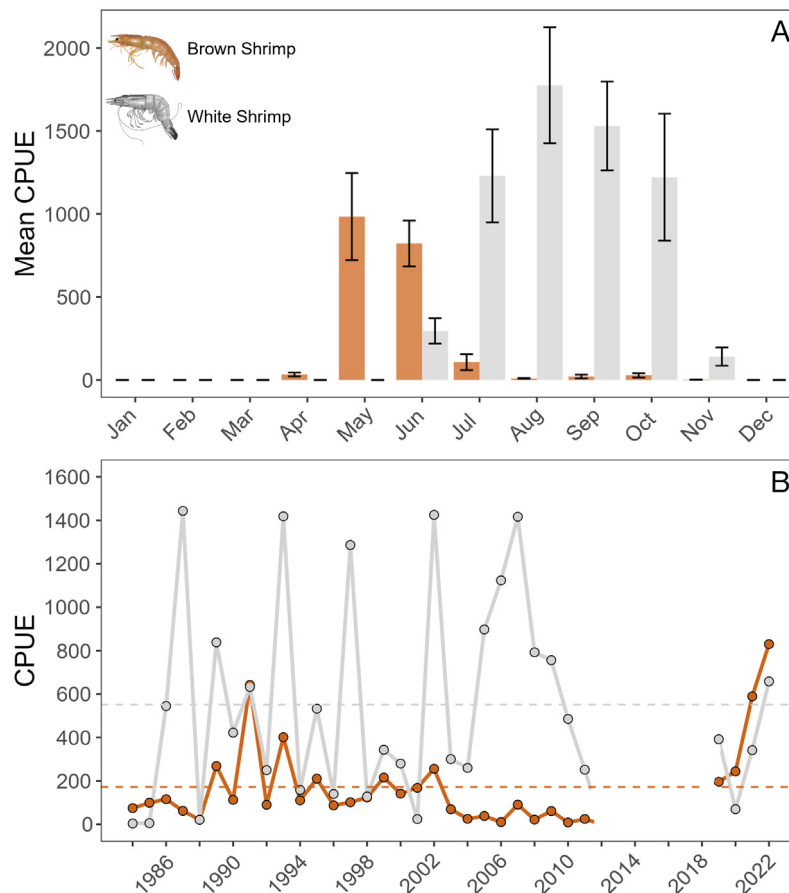 A
Brown Shrimp
White Shrimp
Mean CPUE
2000
1500
1000
500
0
Jan Feb Mar Apr May Jun Jul Aug Sep Oct Nov Dec
B
CPUE
1600
1400
1200
1000
800
600
400
200
0
1986 1990 1994 1998 2002 2006 2010 2014 2018 2022